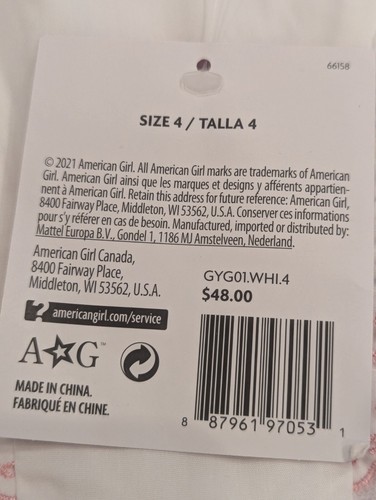 66158
SIZE 4 / TALLA 4
© 2021 American Girl. All American Girl marks are trademarks of American
Girl. American Girl ainsi que les marques et designs y afférents appartien-
nent à American Girl. Retain this address for future reference: American Girl,
8400 Fairway Place, Middleton, WI 53562, U.S.A. Conserver ces informations
pour s'y référer en cas de besoin. Manufactured, imported or distributed by:
Mattel Europa B.V., Gondel 1, 1186 MJ Amstelveen, Nederland.
American Girl Canada,
8400 Fairway Place,
Middleton, WI 53562, U.S.A.
GYG01.WHI.4
$48.00
? americangirl.com/service
AG™
MADE IN CHINA.
FABRIQUÉ EN CHINE.
8 87961 97053 1